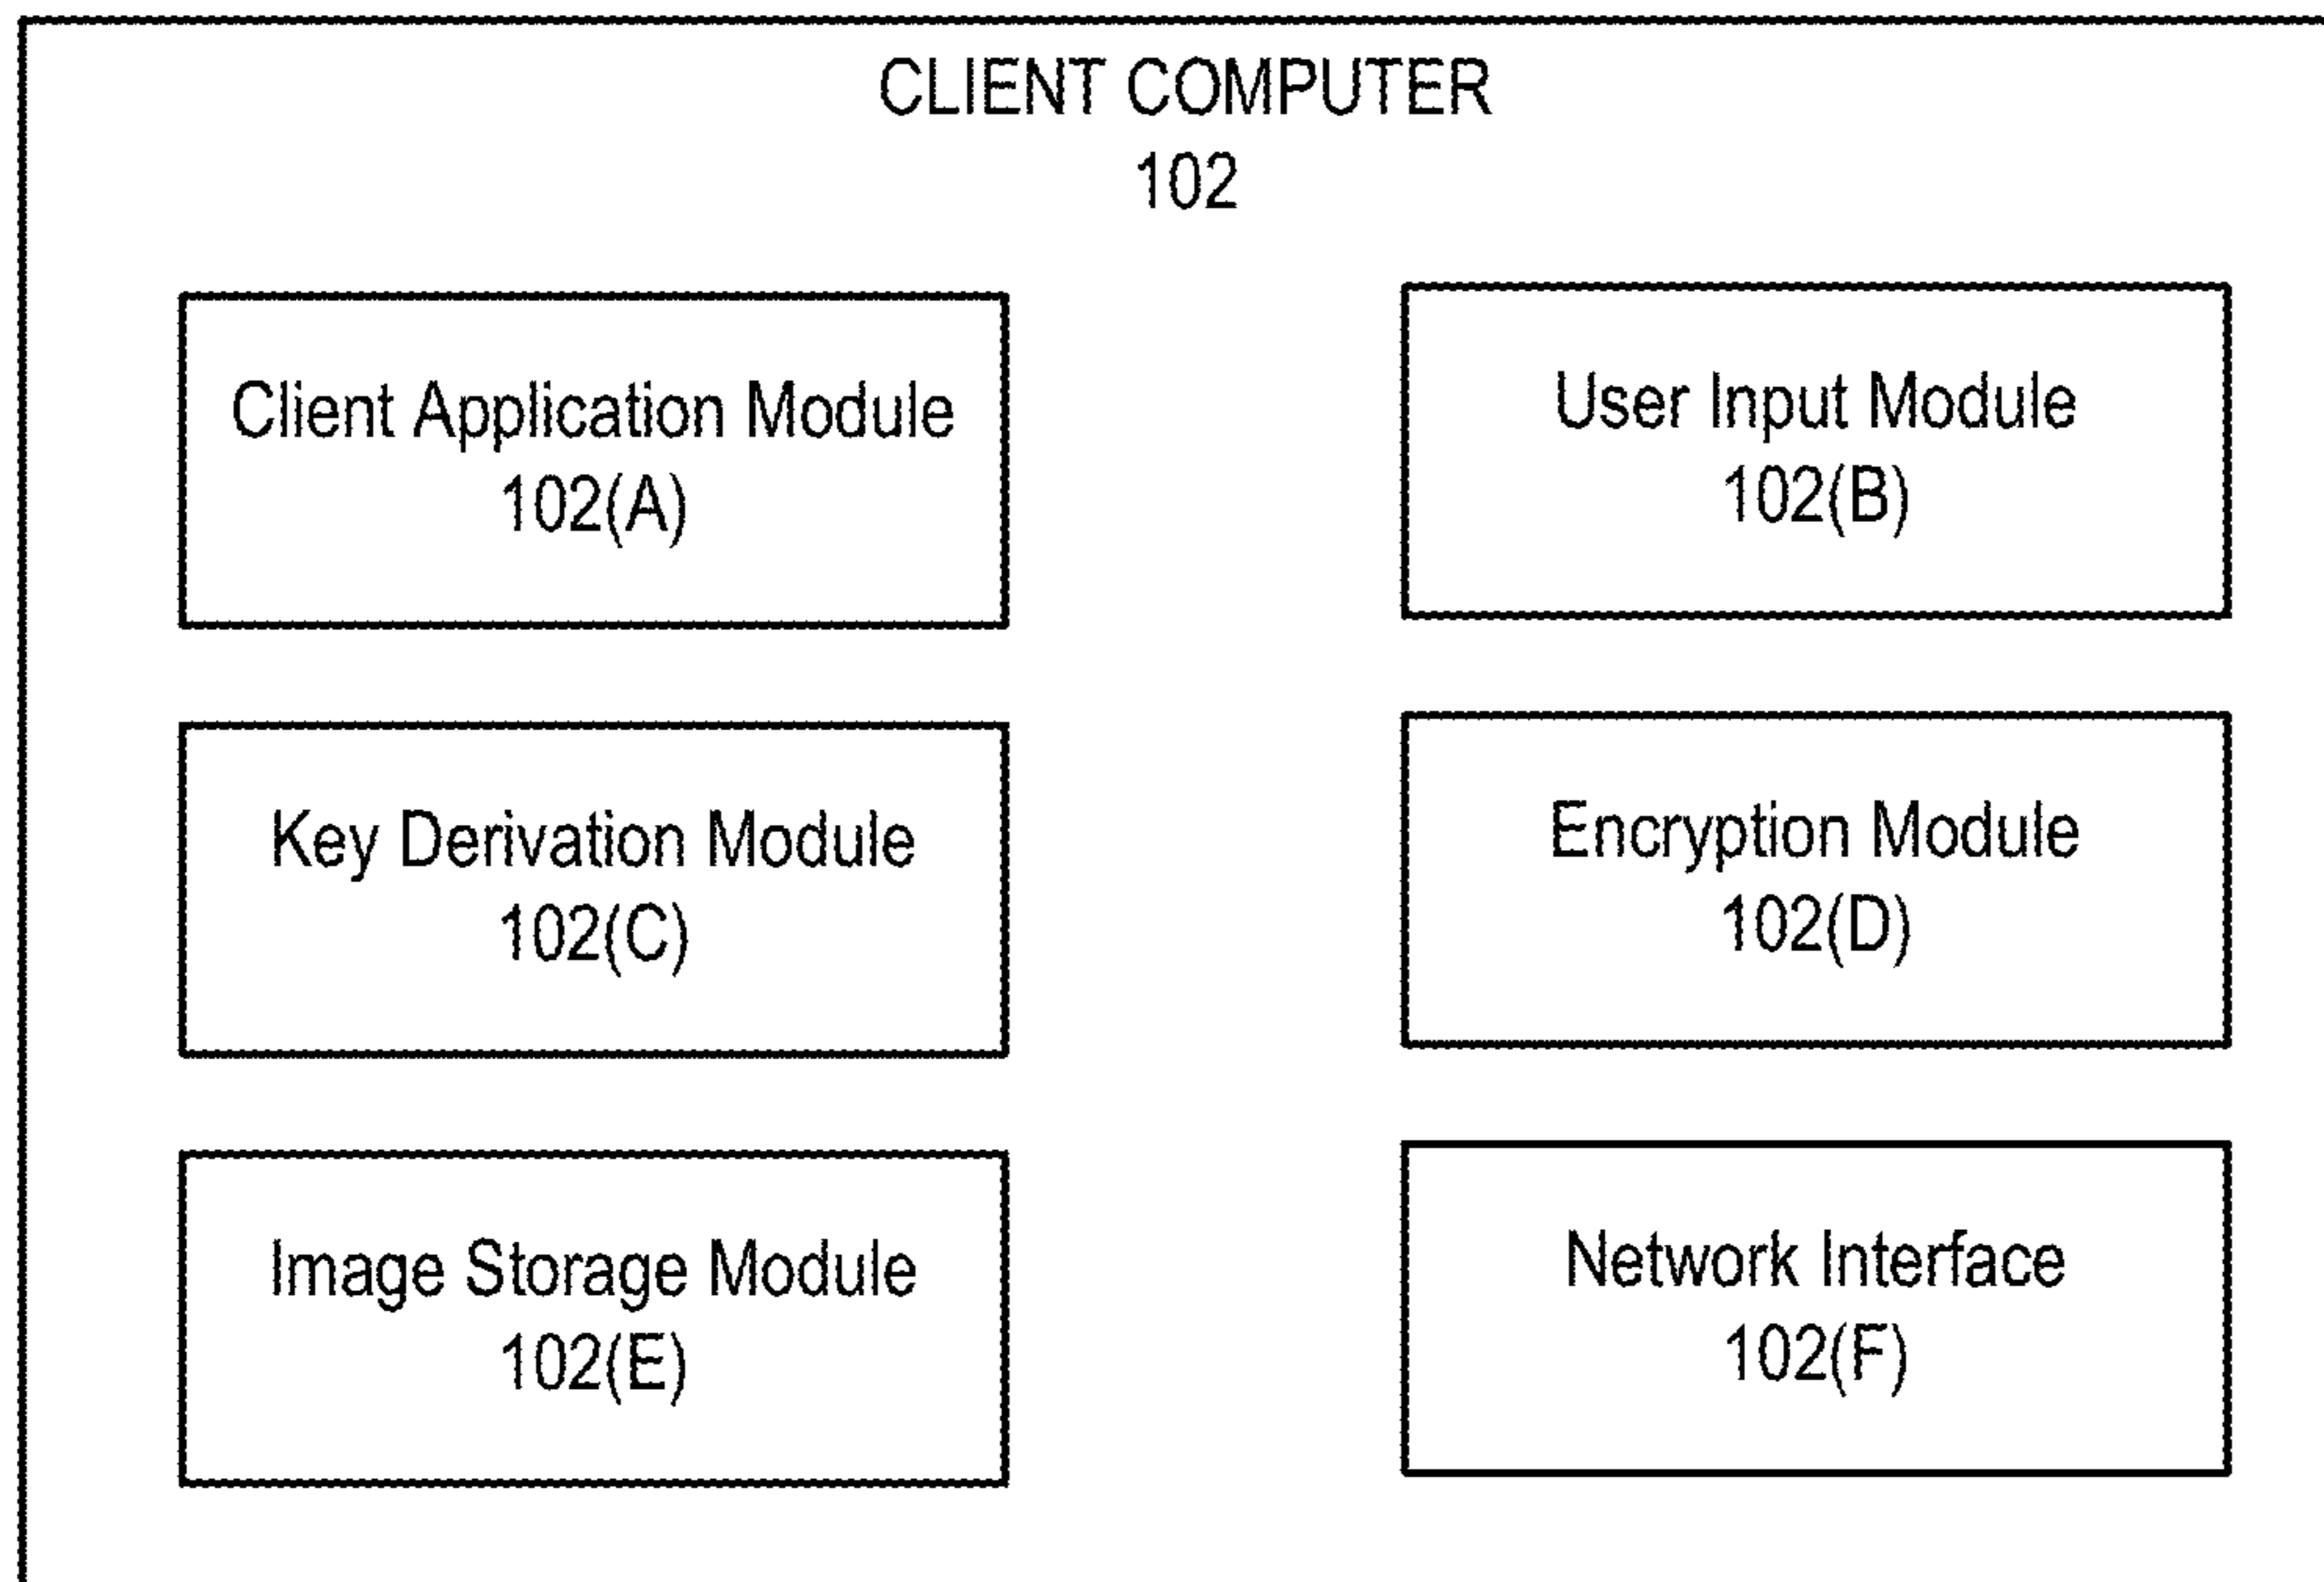 CLIENT COMPUTER
102
Client Application Module
102(A)
User Input Module
102(B)
Key Derivation Module
102(C)
Encryption Module
102(D)
Image Storage Module
102(E)
Network Interface
102(F)